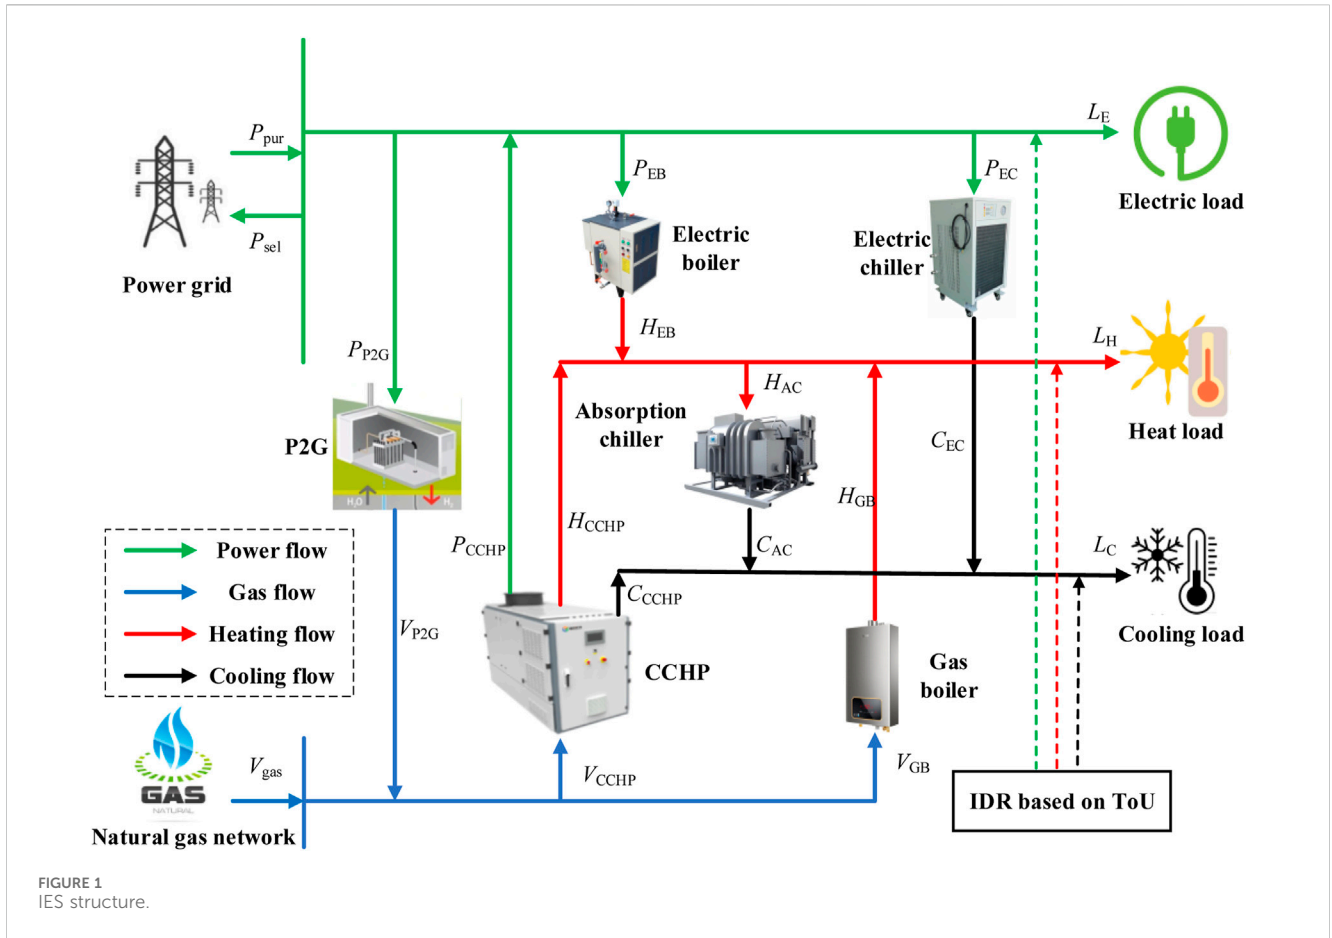 P_pur
P_sel
Power grid
L_E
Electric load
P_EB
P_EC
Electric
boiler
Electric
chiller
H_EB
P_P2G
L_H
Heat load
H_AC
Absorption
chiller
P2G
H₂O
H₂
C_EC
H_GB
H_CCHP
P_CCHP
C_AC
L_C
Cooling load
C_CCHP
Power flow
Gas flow
Heating flow
Cooling flow
V_P2G
CCHP
Gas
boiler
V_gas
GAS
NATURAL
Natural gas network
V_CCHP
V_GB
IDR based on ToU
FIGURE 1
IES structure.